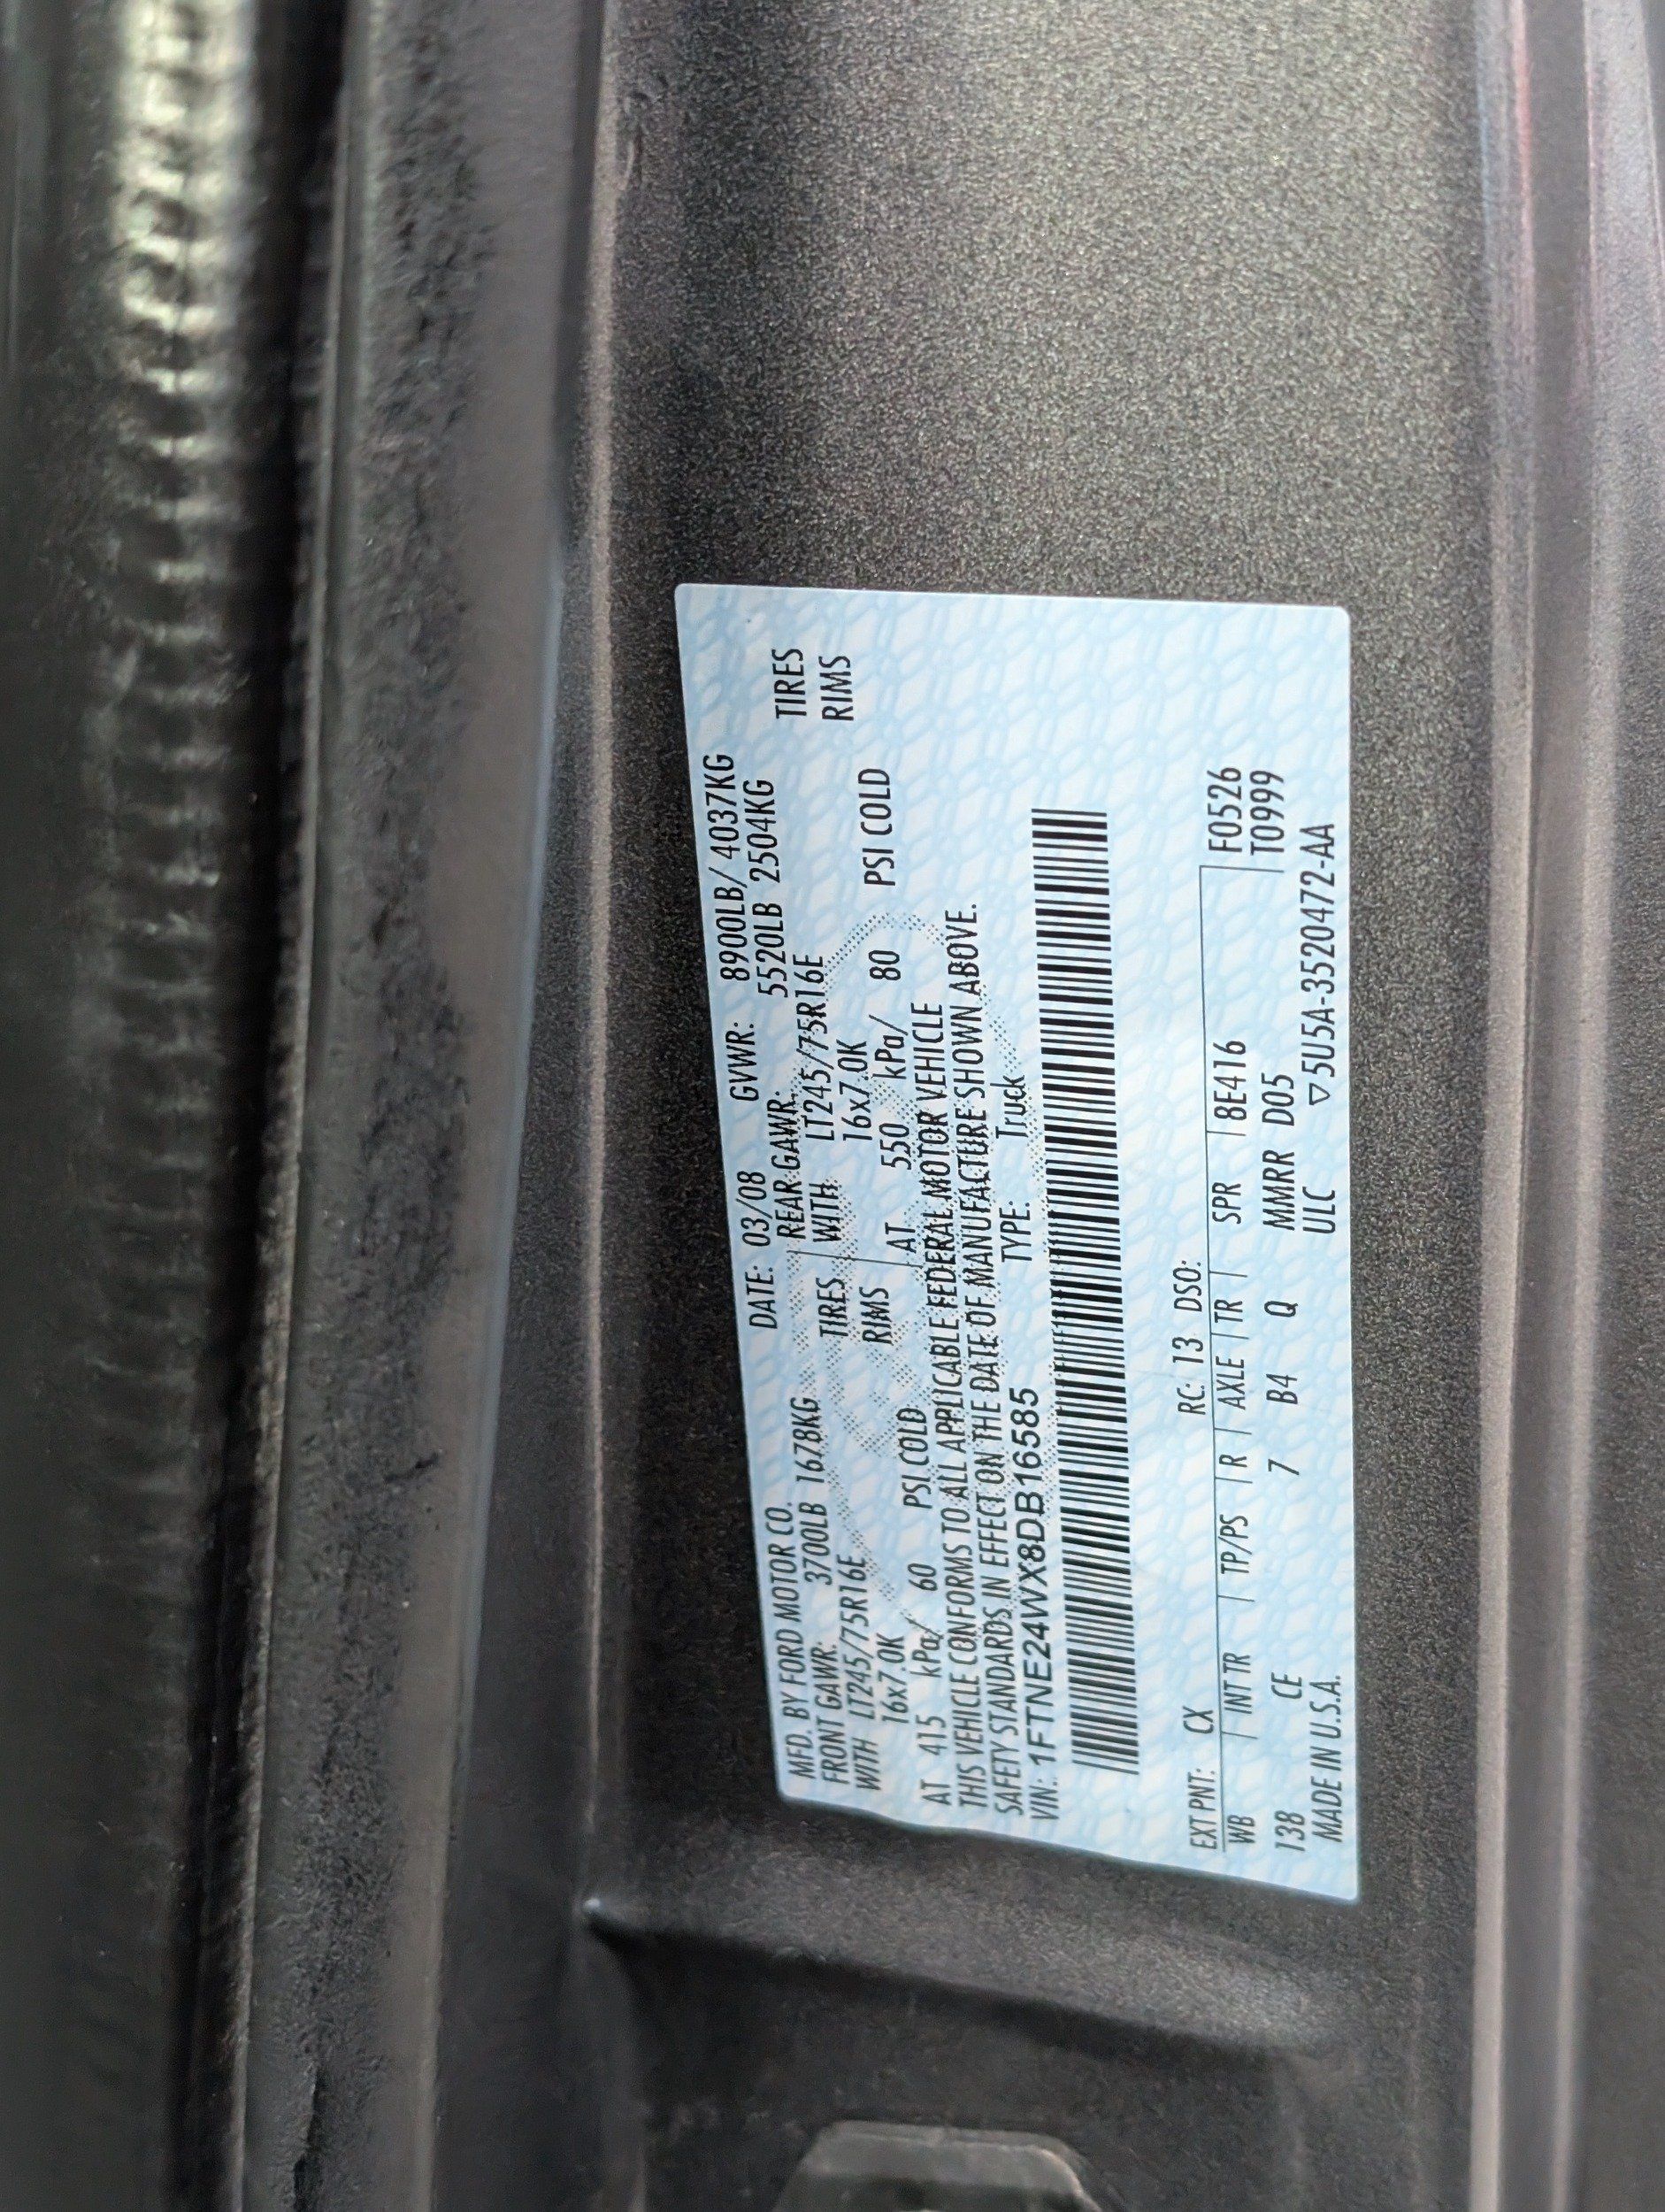 MFD. BY FORD MOTOR CO. DATE: 03/08 GVWR: 8900LB/ 4037KG
FRONT GAWR: 3700LB 1678KG REAR GAWR: 5520LB 2504KG
WITH LT245/75R16E TIRES WITH LT245/75R16E TIRES
16x7.0K RIMS 16x7.0K RIMS
AT 415 kPa/ 60 PSI COLD AT 550 kPa/ 80 PSI COLD
THIS VEHICLE CONFORMS TO ALL APPLICABLE FEDERAL MOTOR VEHICLE
SAFETY STANDARDS IN EFFECT ON THE DATE OF MANUFACTURE SHOWN ABOVE.
VIN: 1FTNE24WX8DB16585 TYPE: Truck
EXT PNT: CX RC: 13 DSO:
WB INT TR TP/PS R AXLE TR SPR 8E416 F0526
138 CE 7 B4 Q MMRR D05 T0999
MADE IN U.S.A. ULC ▽5U5A-3520472-AA